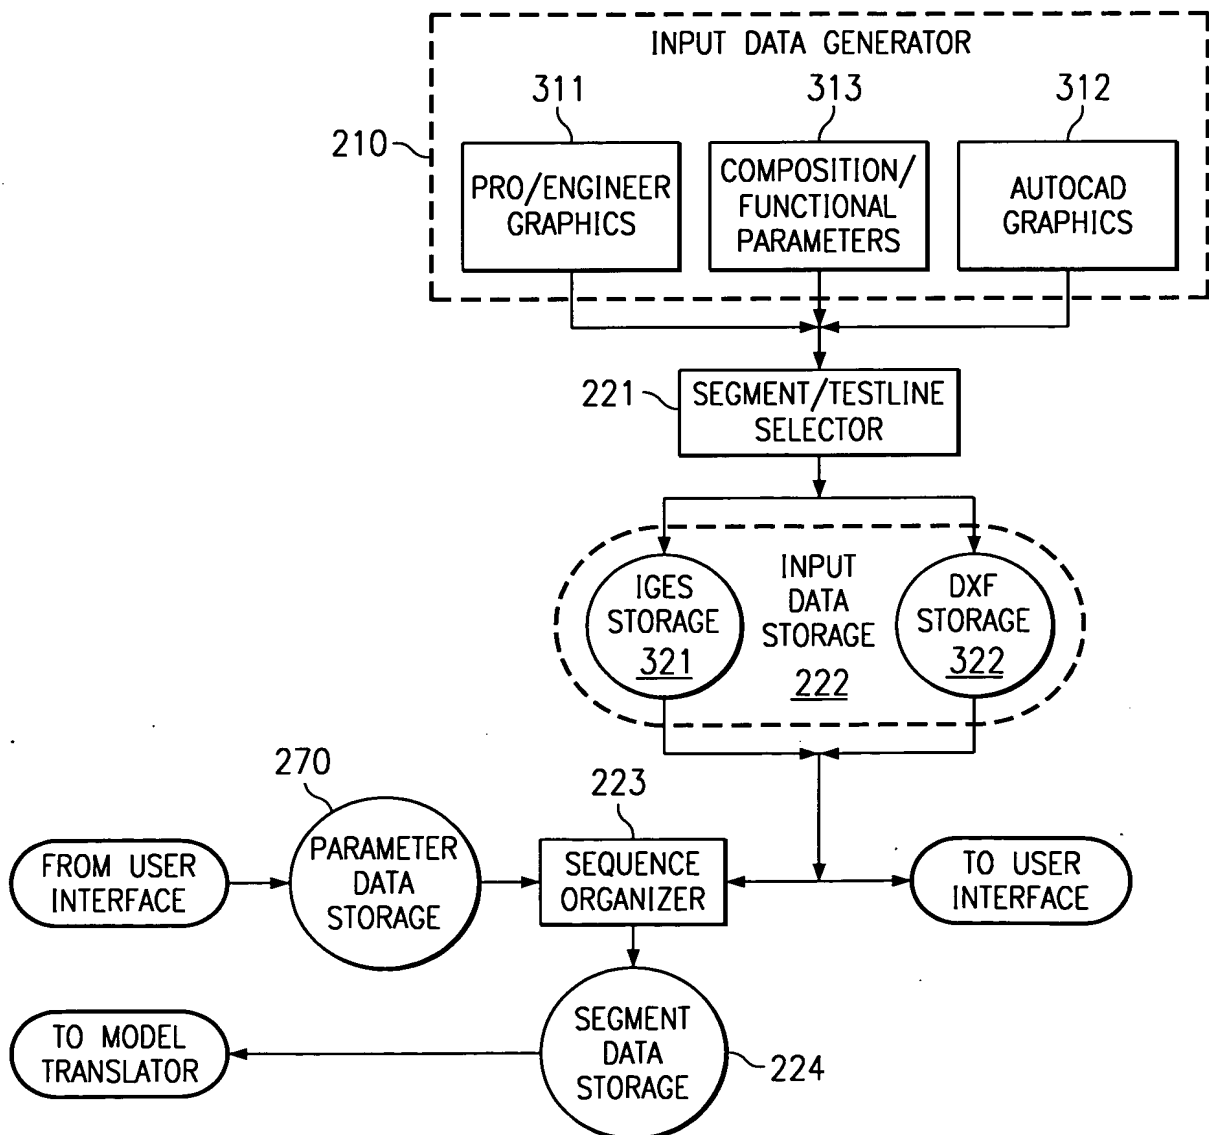 INPUT DATA GENERATOR
311
313
312
210
PRO/ENGINEER
GRAPHICS
COMPOSITION/
FUNCTIONAL
PARAMETERS
AUTOCAD
GRAPHICS
221
SEGMENT/TESTLINE
SELECTOR
IGES
STORAGE
321
INPUT
DATA
STORAGE
222
DXF
STORAGE
322
270
223
FROM USER
INTERFACE
PARAMETER
DATA
STORAGE
SEQUENCE
ORGANIZER
TO USER
INTERFACE
TO MODEL
TRANSLATOR
SEGMENT
DATA
STORAGE
224